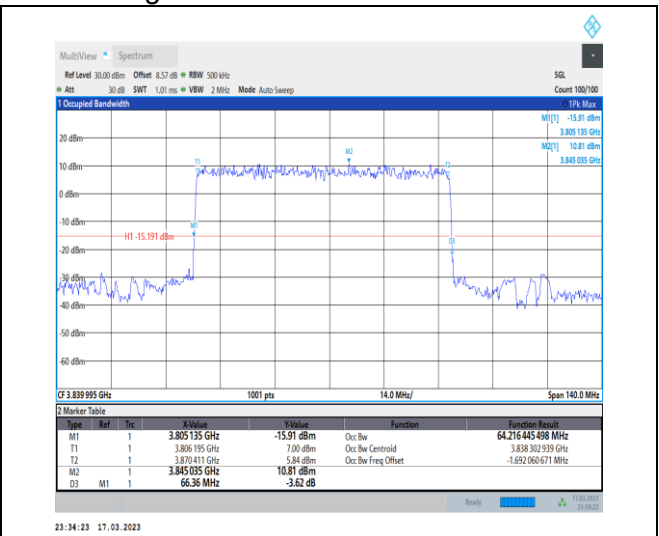 MultiView Spectrum
Ref Level 30.00 dBm Offset 8.57 dB RBW 500 kHz SGL
Att 30 dB SWT 1.01 ms VBW 2 MHz Mode Auto Sweep Count 100/100
1 Occupied Bandwidth 1Pk Max
M1[1] -15.91 dBm
3.805 135 GHz
20 dBm
M2[1] 10.81 dBm
3.845 035 GHz
M2
T1
T2
10 dBm
0 dBm
-10 dBm
M1
H1 -15.191 dBm
D3
-20 dBm
-30 dBm
-40 dBm
-50 dBm
-60 dBm
CF 3.839 995 GHz 1001 pts 14.0 MHz/ Span 140.0 MHz
2 Marker Table
Type Ref Trc X-Value Y-Value Function Function Result
M1 1 3.805 135 GHz -15.91 dBm Occ Bw 64.216 445 498 MHz
T1 1 3.806 195 GHz 7.00 dBm Occ Bw Centroid 3.838 302 939 GHz
T2 1 3.870 411 GHz 5.84 dBm Occ Bw Freq Offset -1.692 060 671 MHz
M2 1 3.845 035 GHz 10.81 dBm
D3 M1 1 66.36 MHz -3.62 dB
Ready 17.03.2023
23:34:22
23:34:23 17.03.2023